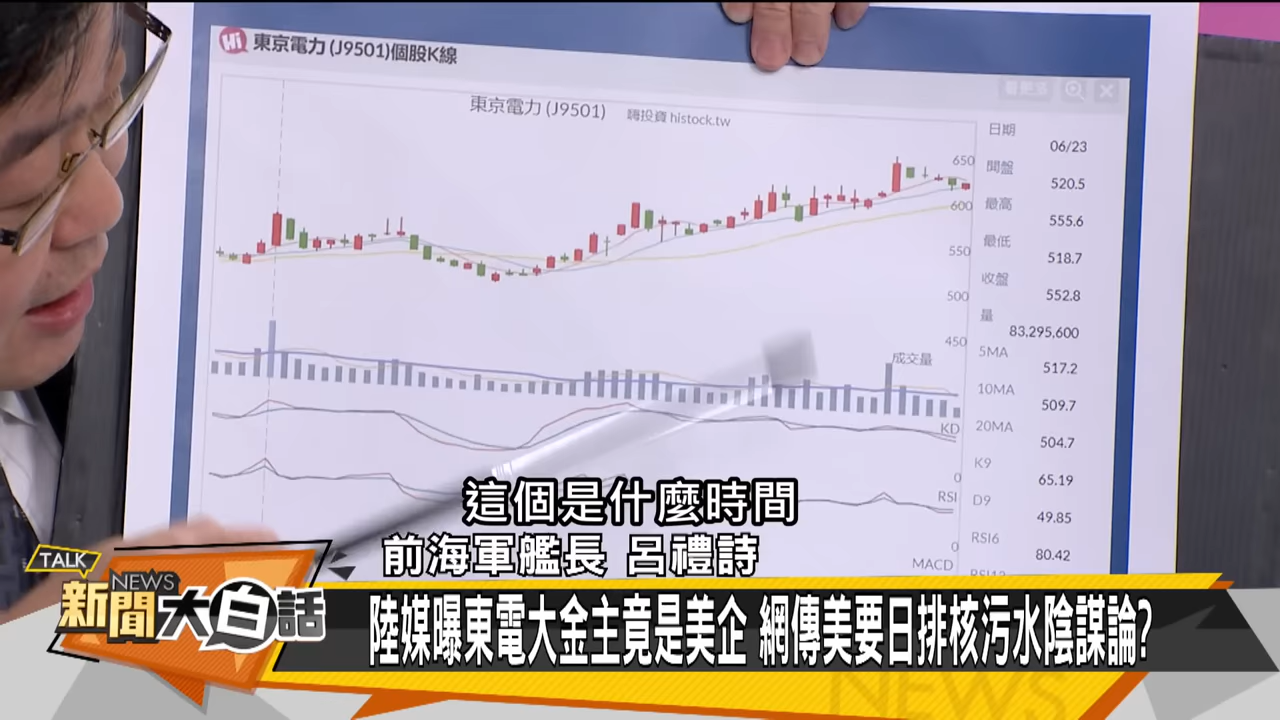 Hi 東京電力 (J9501)個股K線
東京電力 (J9501)
嗨投資 histock.tw
650
600
550
500
450
成交量
KD
0
RSI
0
MACD
日期
06/23
開盤
520.5
最高
555.6
最低
518.7
收盤
552.8
量
83,295,600
5MA
517.2
10MA
509.7
20MA
504.7
K9
65.19
D9
49.85
RSI6
80.42
RSI12
這個是什麼時間
前海軍艦長 呂禮詩
TALK
NEWS
新聞大白話
陸媒曝東電大金主竟是美企 網傳美要日排核污水陰謀論?
NEWS